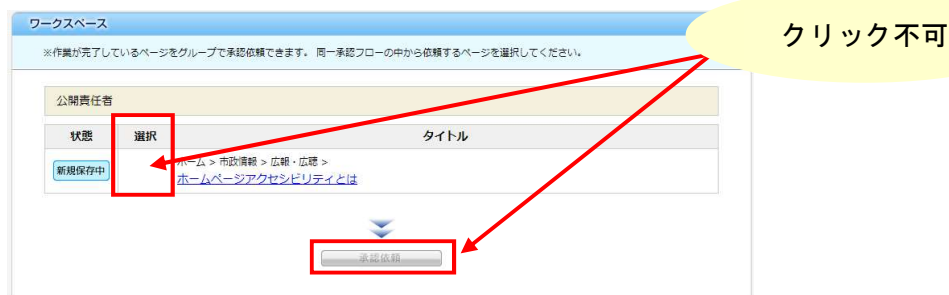 ワークスペース
クリック不可
※作業が完了しているページをグループで承認依頼できます。 同一承認フローの中から依頼するページを選択してください。
公開責任者
状態 選択 タイトル
新規保存中
ホーム > 市政情報 > 広報・広聴 >
ホームページアクセシビリティとは
承認依頼